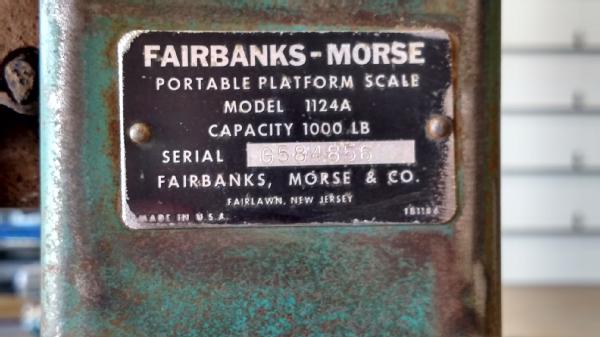 FAIRBANKS-MORSE
PORTABLE PLATFORM SCALE
MODEL 1124A
CAPACITY 1000 LB
SERIAL G584856
FAIRBANKS, MORSE & CO.
FAIRLAWN, NEW JERSEY
MADE IN U.S.A.